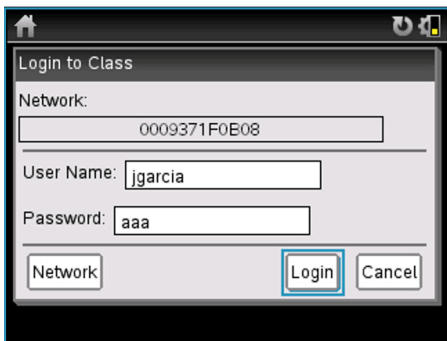 Login to Class
Network:
0009371F0B08
User Name: jgarcia
Password: aaa
Network Login Cancel